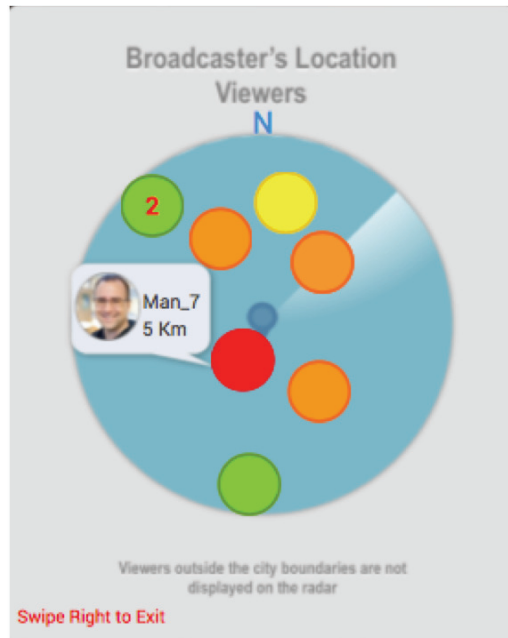 Broadcaster's Location
Viewers
N
2
Man_7
5 Km
Viewers outside the city boundaries are not
displayed on the radar
Swipe Right to Exit